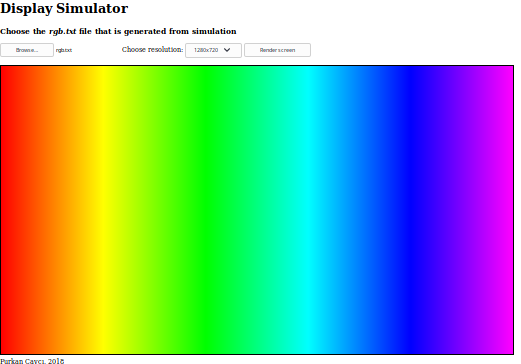 Display Simulator
Choose the rgb.txt file that is generated from simulation
Browse... rgb.txt Choose resolution: 1280x720 Render screen
Furkan Cayci, 2018